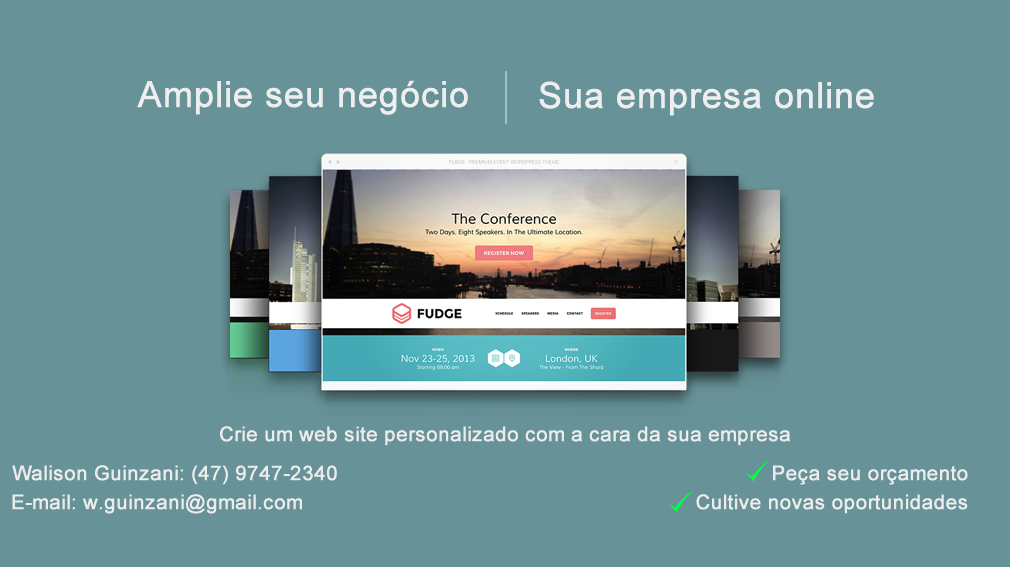 Amplie seu negócio
Sua empresa online
FUDGE - PREMIUM EVENT WORDPRESS THEME
The Conference
Two Days. Eight Speakers. In The Ultimate Location.
REGISTER NOW
FUDGE
SCHEDULE SPEAKERS MEDIA CONTACT REGISTER
WHEN
Nov 23-25, 2013
Starting 08:00 am
WHERE
London, UK
The View - From The Shard
Crie um web site personalizado com a cara da sua empresa
Walison Guinzani: (47) 9747-2340
E-mail: w.guinzani@gmail.com
Peça seu orçamento
Cultive novas oportunidades